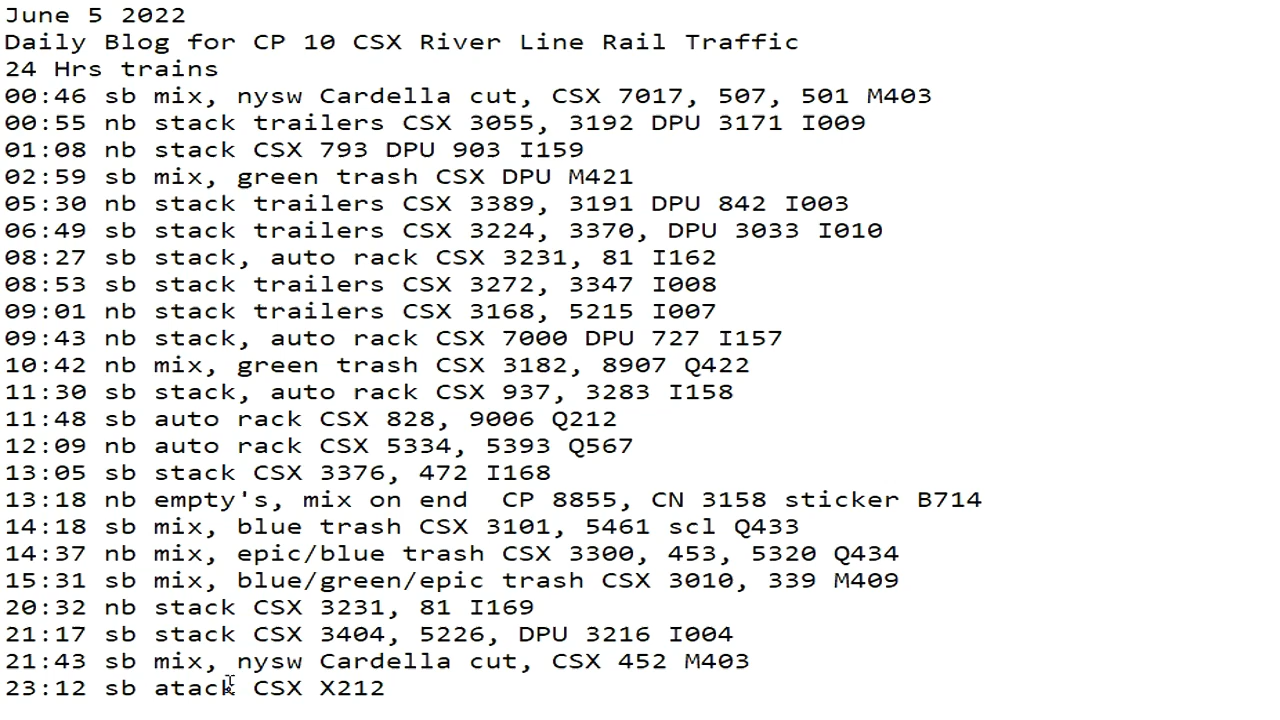 June 5 2022
Daily Blog for CP 10 CSX River Line Rail Traffic
24 Hrs trains
00:46 sb mix, nysw Cardella cut, CSX 7017, 507, 501 M403
00:55 nb stack trailers CSX 3055, 3192 DPU 3171 I009
01:08 nb stack CSX 793 DPU 903 I159
02:59 sb mix, green trash CSX DPU M421
05:30 nb stack trailers CSX 3389, 3191 DPU 842 I003
06:49 sb stack trailers CSX 3224, 3370, DPU 3033 I010
08:27 sb stack, auto rack CSX 3231, 81 I162
08:53 sb stack trailers CSX 3272, 3347 I008
09:01 nb stack trailers CSX 3168, 5215 I007
09:43 nb stack, auto rack CSX 7000 DPU 727 I157
10:42 nb mix, green trash CSX 3182, 8907 Q422
11:30 sb stack, auto rack CSX 937, 3283 I158
11:48 sb auto rack CSX 828, 9006 Q212
12:09 nb auto rack CSX 5334, 5393 Q567
13:05 sb stack CSX 3376, 472 I168
13:18 nb empty's, mix on end  CP 8855, CN 3158 sticker B714
14:18 sb mix, blue trash CSX 3101, 5461 scl Q433
14:37 nb mix, epic/blue trash CSX 3300, 453, 5320 Q434
15:31 sb mix, blue/green/epic trash CSX 3010, 339 M409
20:32 nb stack CSX 3231, 81 I169
21:17 sb stack CSX 3404, 5226, DPU 3216 I004
21:43 sb mix, nysw Cardella cut, CSX 452 M403
23:12 sb atack CSX X212